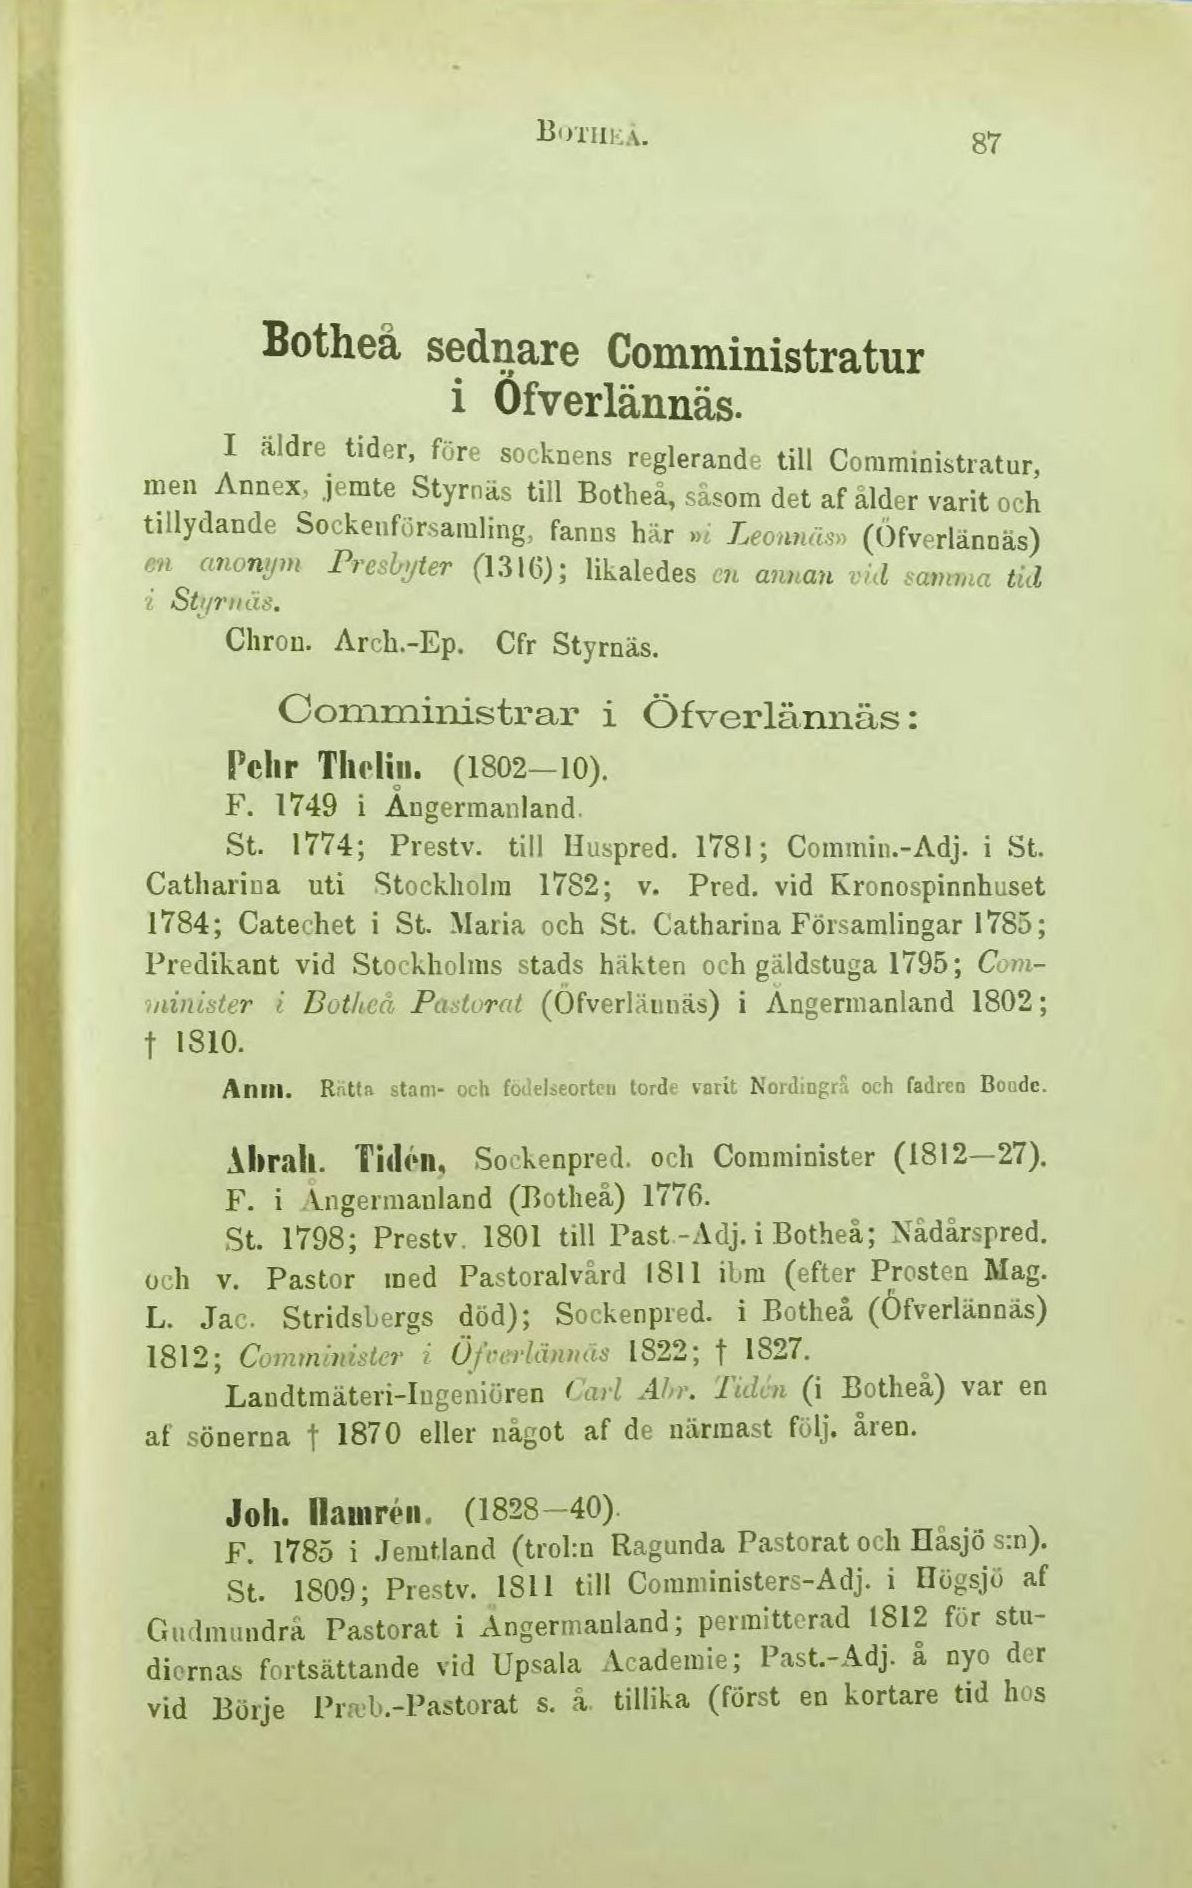 BOTHEÅ.
87
Botheå sednare Comministratur
i Öfverlännäs.
I äldre tider, före socknens reglerande till Comministratur,
men Annex, jemte Styrnäs till Botheå, såsom det af ålder varit och
tillydande Sockenförsamling, fanns här »i Leonnäs» (Öfverlännäs)
en anonym Presbyter (1316); likaledes en annan vid samma tid
i Styrnäs.
Chron. Arch.-Ep. Cfr Styrnäs.
Comministrar i Öfverlännäs:
Pehr Thelin. (1802—10).
F. 1749 i Ångermanland.
St. 1774; Prestv. till Huspred. 1781; Commin.-Adj. i St.
Catharina uti Stockholm 1782; v. Pred. vid Kronospinnhuset
1784; Catechet i St. Maria och St. Catharina Församlingar 1785;
Predikant vid Stockholms stads häkten och gäldstuga 1795; Com-
minister i Botheå Pastorat (Öfverlännäs) i Ångermanland 1802;
† 1810.
Anm. Rätta stam- och födelseorten torde varit Nordingrå och fadren Bonde.
Abrah. Tidén, Sockenpred. och Comminister (1812—27).
F. i Ångermanland (Botheå) 1776.
St. 1798; Prestv. 1801 till Past.-Adj. i Botheå; Nådårspred.
och v. Pastor med Pastoralvård 1811 ibm (efter Prosten Mag.
L. Jac. Stridsbergs död); Sockenpred. i Botheå (Öfverlännäs)
1812; Comminister i Öfverlännäs 1822; † 1827.
Landtmäteri-Ingeniören Carl Abr. Tidén (i Botheå) var en
af sönerna † 1870 eller något af de närmast följ. åren.
Joh. Hamrén. (1828—40).
F. 1785 i Jemtland (trol:n Ragunda Pastorat och Håsjö s:n).
St. 1809; Prestv. 1811 till Comministers-Adj. i Högsjö af
Gudmundrå Pastorat i Ångermanland; permitterad 1812 för stu-
diernas fortsättande vid Upsala Academie; Past.-Adj. å nyo der
vid Börje Præb.-Pastorat s. å. tillika (först en kortare tid hos